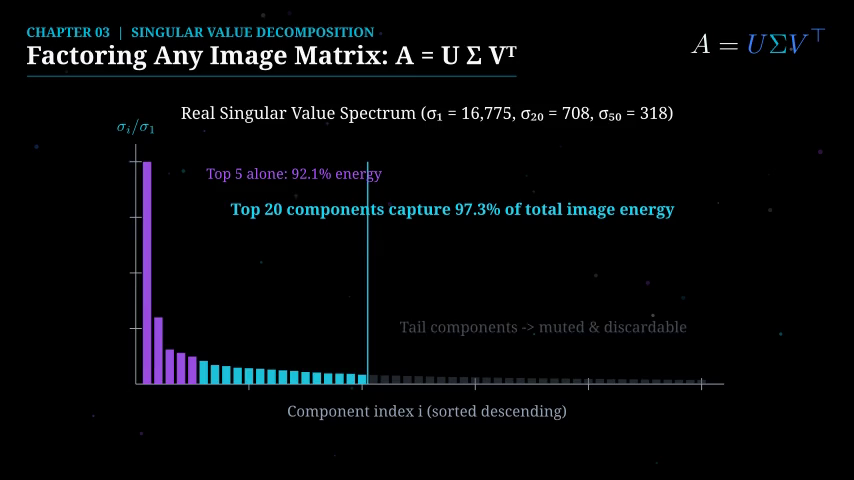 CHAPTER 03 | SINGULAR VALUE DECOMPOSITION
Factoring Any Image Matrix: A = U Σ Vᵀ
A = UΣV⊤
Real Singular Value Spectrum (σ₁ = 16,775, σ₂₀ = 708, σ₅₀ = 318)
σᵢ/σ₁
Top 5 alone: 92.1% energy
Top 20 components capture 97.3% of total image energy
Tail components -> muted & discardable
Component index i (sorted descending)